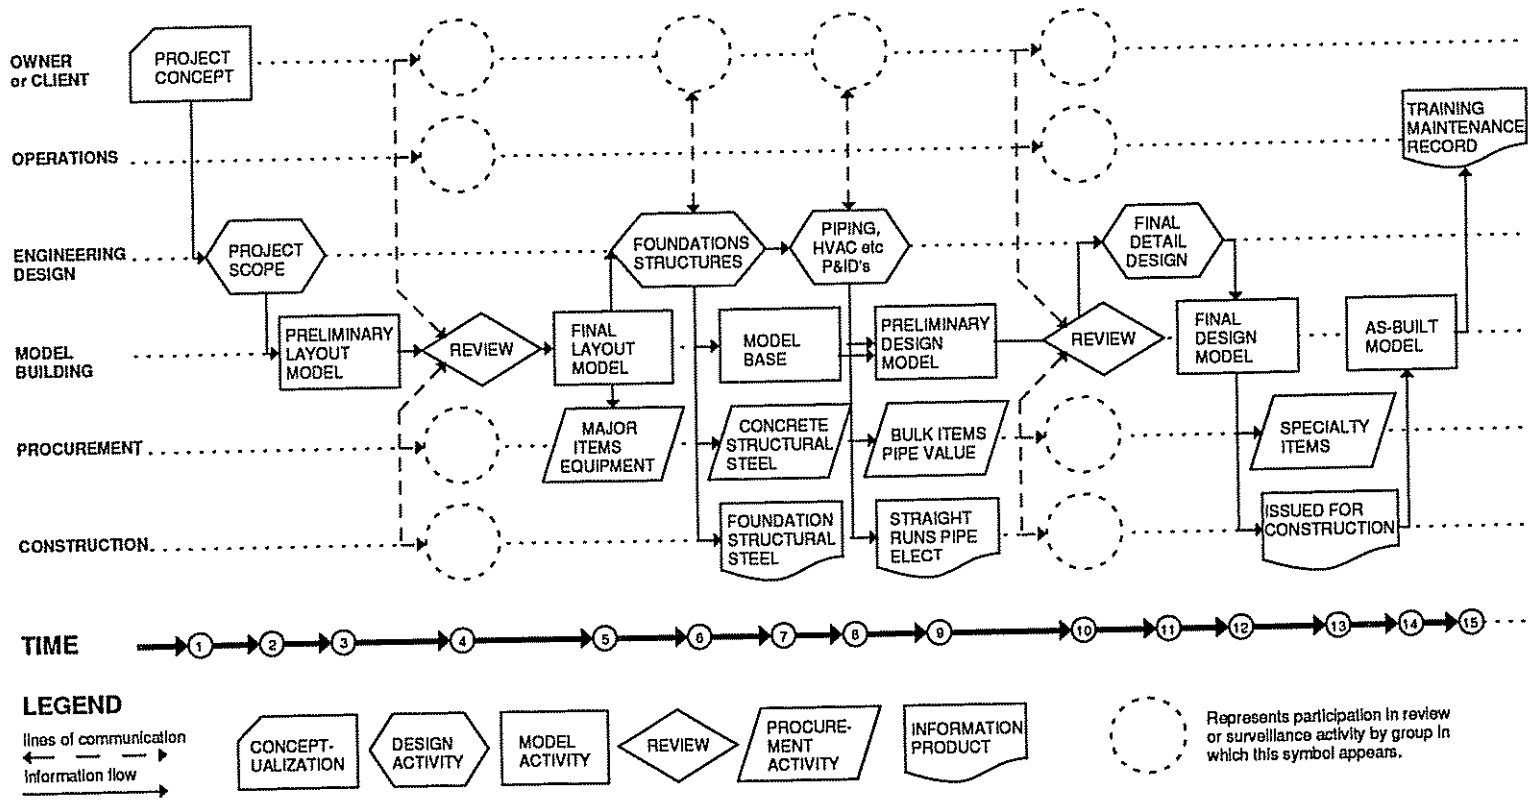 OWNER
or CLIENT
PROJECT
CONCEPT
TRAINING
MAINTENANCE
RECORD
OPERATIONS
ENGINEERING
DESIGN
PROJECT
SCOPE
FOUNDATIONS
STRUCTURES
PIPING,
HVAC etc
P&ID's
FINAL
DETAIL
DESIGN
MODEL
BUILDING
PRELIMINARY
LAYOUT
MODEL
REVIEW
FINAL
LAYOUT
MODEL
MODEL
BASE
PRELIMINARY
DESIGN
MODEL
REVIEW
FINAL
DESIGN
MODEL
AS-BUILT
MODEL
PROCUREMENT
MAJOR
ITEMS
EQUIPMENT
CONCRETE
STRUCTURAL
STEEL
BULK ITEMS
PIPE VALUE
SPECIALTY
ITEMS
CONSTRUCTION
FOUNDATION
STRUCTURAL
STEEL
STRAIGHT
RUNS PIPE
ELECT
ISSUED FOR
CONSTRUCTION
TIME
1 2 3 4 5 6 7 8 9 10 11 12 13 14 15
LEGEND
lines of communication
Information flow
CONCEPT-
UALIZATION
DESIGN
ACTIVITY
MODEL
ACTIVITY
REVIEW
PROCURE-
MENT
ACTIVITY
INFORMATION
PRODUCT
Represents participation in review
or surveillance activity by group in
which this symbol appears.